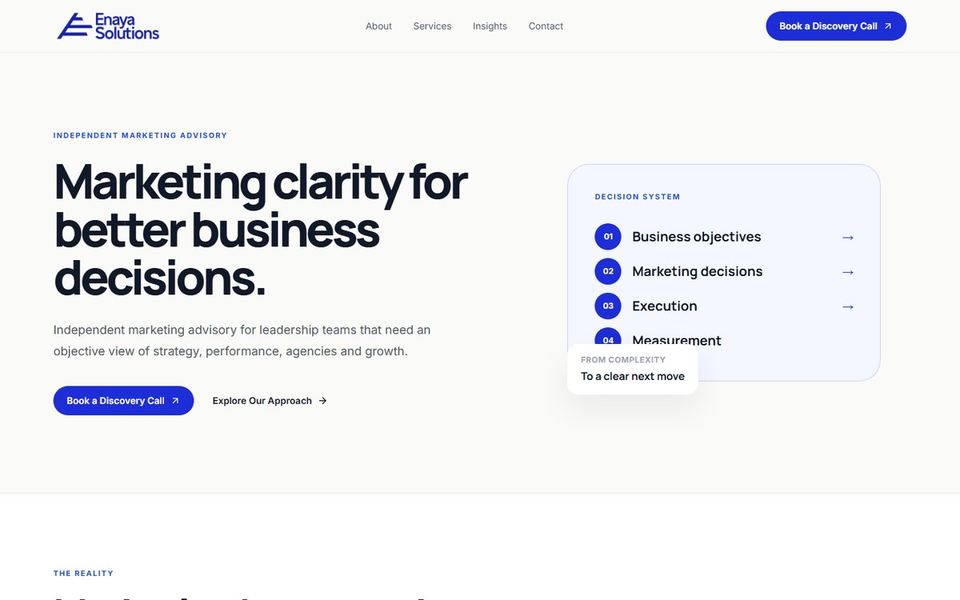 Enaya
Solutions
About
Services
Insights
Contact
Book a Discovery Call
INDEPENDENT MARKETING ADVISORY
Marketing clarity for
better business
decisions.
Independent marketing advisory for leadership teams that need an
objective view of strategy, performance, agencies and growth.
Book a Discovery Call
Explore Our Approach →
DECISION SYSTEM
01 Business objectives →
02 Marketing decisions →
03 Execution →
04 Measurement
FROM COMPLEXITY
To a clear next move
THE REALITY